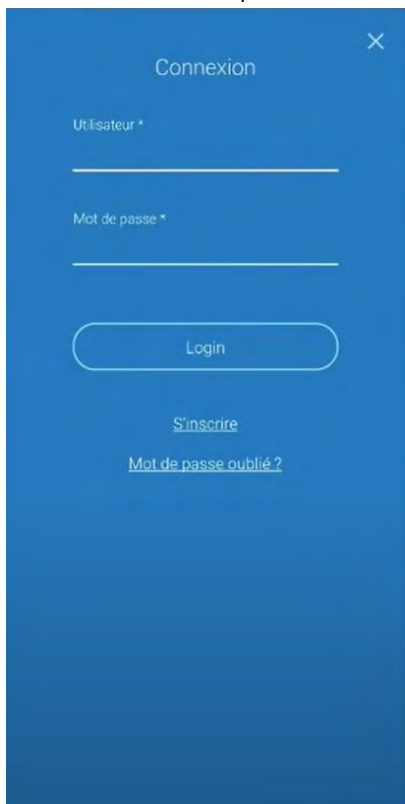 Connexion
Utilisateur *
Mot de passe *
Login
S'inscrire
Mot de passe oublié ?